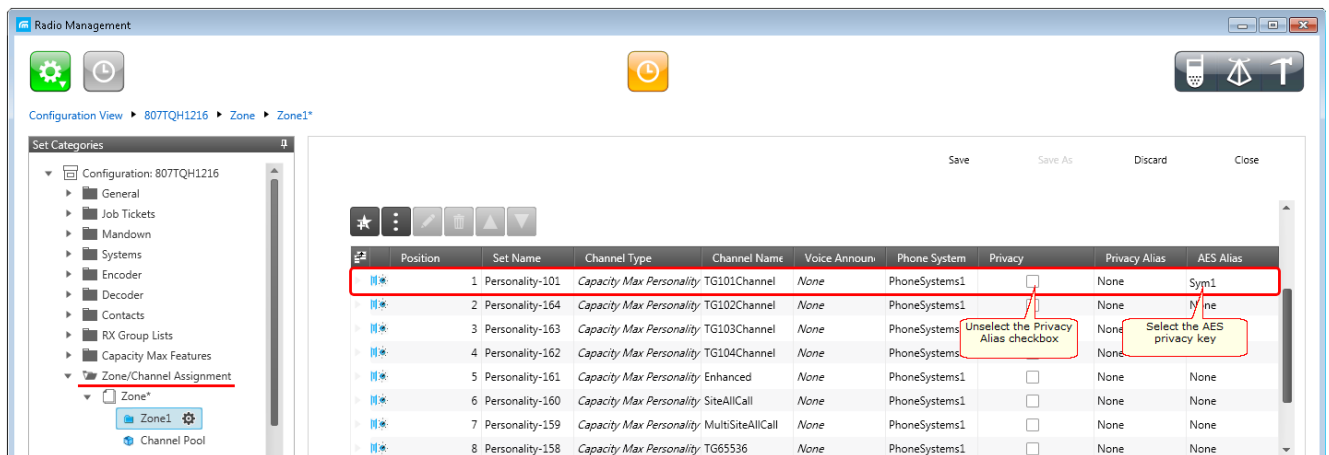 Radio Management
Configuration View ▸ 807TQH1216 ▸ Zone ▸ Zone1*
Set Categories
Configuration: 807TQH1216
General
Job Tickets
Mandown
Systems
Encoder
Decoder
Contacts
RX Group Lists
Capacity Max Features
Zone/Channel Assignment
Zone*
Zone1
Channel Pool
Save Save As Discard Close
Position Set Name Channel Type Channel Name Voice Announ Phone System Privacy Privacy Alias AES Alias
1 Personality-101 Capacity Max Personality TG101Channel None PhoneSystems1 None Sym1
2 Personality-164 Capacity Max Personality TG102Channel None PhoneSystems1 None None
3 Personality-163 Capacity Max Personality TG103Channel None PhoneSystems
4 Personality-162 Capacity Max Personality TG104Channel None PhoneSystems1 None None
5 Personality-161 Capacity Max Personality Enhanced None PhoneSystems1 None None
6 Personality-160 Capacity Max Personality SiteAllCall None PhoneSystems1 None None
7 Personality-159 Capacity Max Personality MultiSiteAllCall None PhoneSystems1 None None
8 Personality-158 Capacity Max Personality TG65536 None PhoneSystems1 None None
Unselect the Privacy
Alias checkbox
Select the AES
privacy key